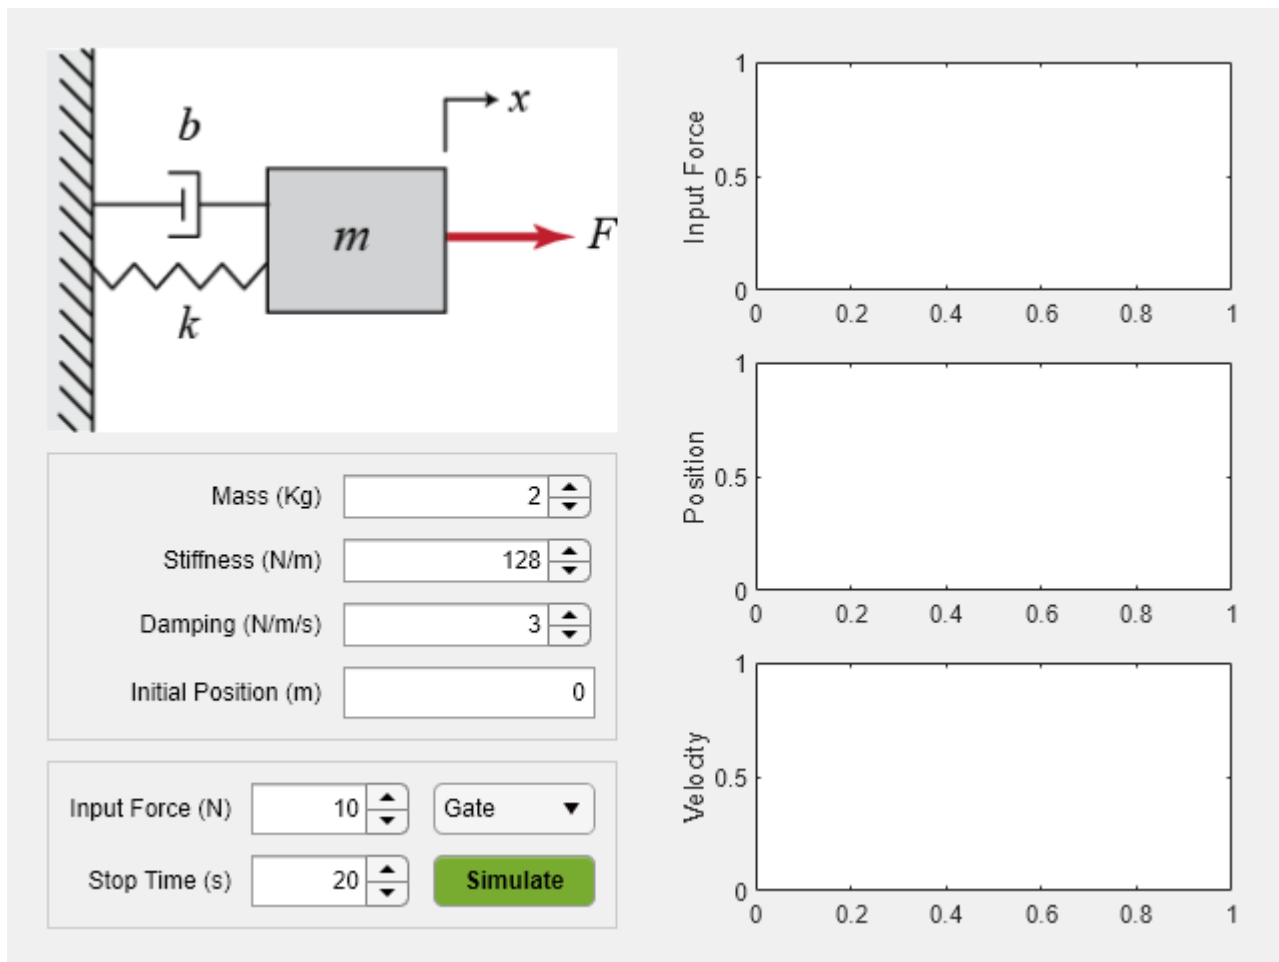 x
b
m
F
k
Mass (Kg) 2
Stiffness (N/m) 128
Damping (N/m/s) 3
Initial Position (m) 0
Input Force (N) 10 Gate
Stop Time (s) 20 Simulate
Input Force
1
0.5
0
0 0.2 0.4 0.6 0.8 1
Position
1
0.5
0
0 0.2 0.4 0.6 0.8 1
Velocity
1
0.5
0
0 0.2 0.4 0.6 0.8 1